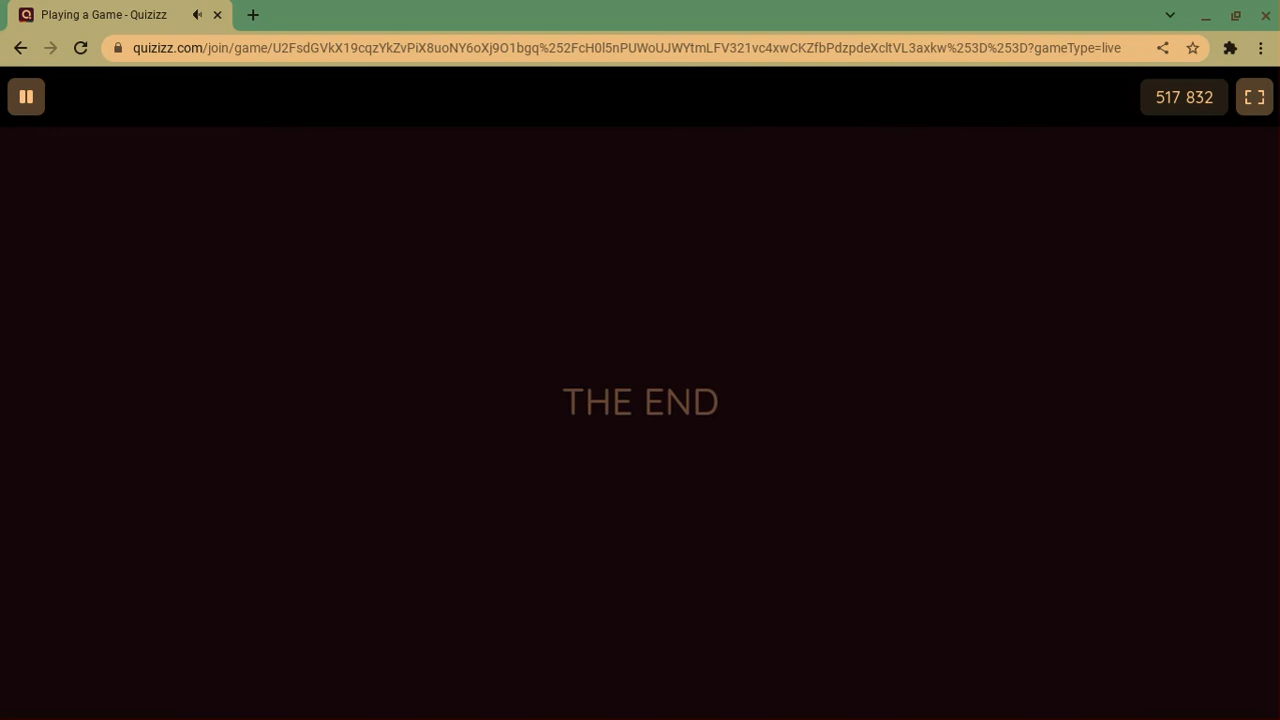 Playing a Game - Quizizz
quizizz.com/join/game/U2FsdGVkX19cqzYkZvPiX8uoNY6oXj9O1bgq%252FcH0l5nPUWoUJWYtmLFV321vc4xwCKZfbPdzpdeXcltVL3axkw%253D%253D?gameType=live
517 832
THE END